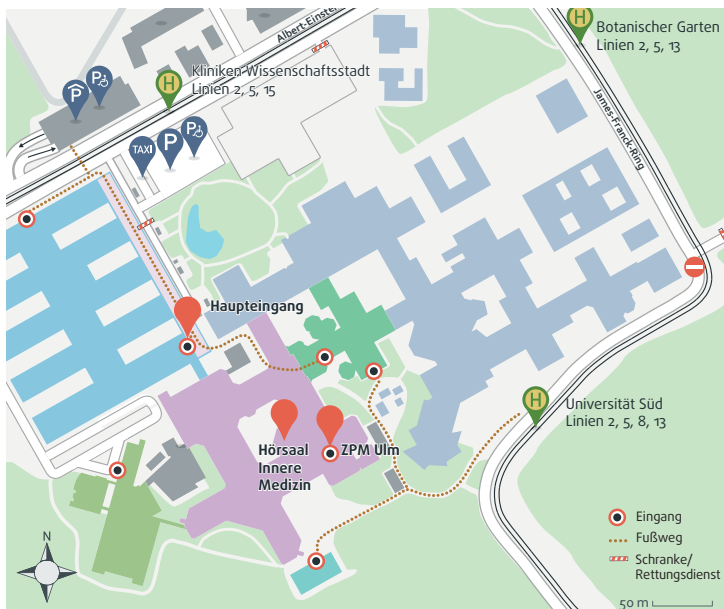 Albert-Einstei
Botanischer Garten
Linien 2, 5, 13
H
H
Kliniken Wissenschaftsstadt
Linien 2, 5, 15
P
P
TAXI
P
P
James-Franck-Ring
Haupteingang
H
Universität Süd
Linien 2, 5, 8, 13
Hörsaal
Innere
Medizin
ZPM Ulm
Eingang
Fußweg
Schranke/
Rettungsdienst
N
50 m